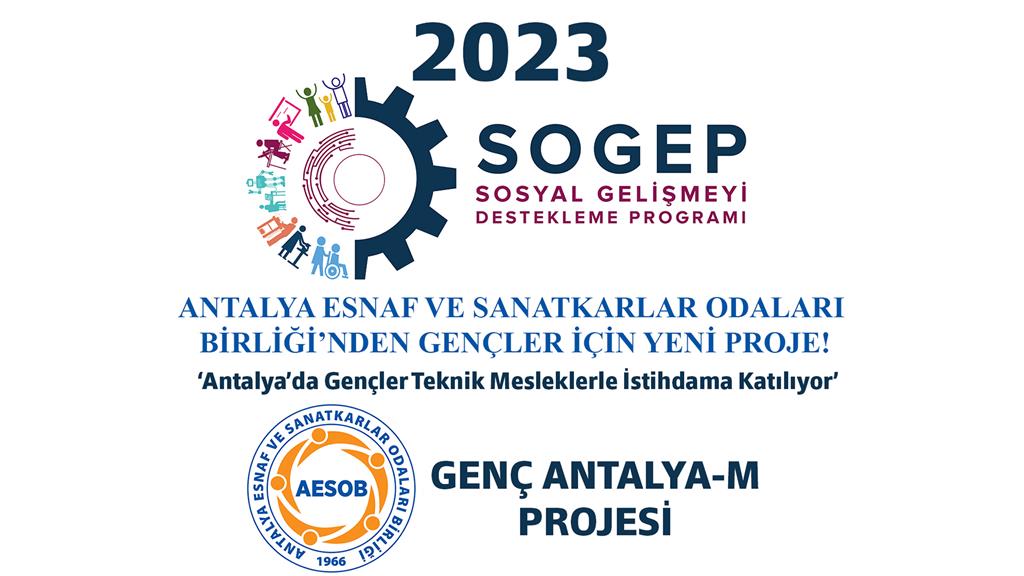 2023
SOGEP
SOSYAL GELİŞMEYİ
DESTEKLEME PROGRAMI
ANTALYA ESNAF VE SANATKARLAR ODALARI
BİRLİĞİ’NDEN GENÇLER İÇİN YENİ PROJE!
‘Antalya’da Gençler Teknik Mesleklerle İstihdama Katılıyor’
ANTALYA ESNAF VE SANATKARLAR ODALARI BİRLİĞİ
AESOB
1966
GENÇ ANTALYA-M
PROJESİ